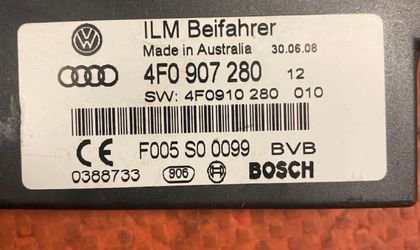 ILM Beifahrer
Made in Australia 30.06.08
4F0 907 280 12
SW: 4F0910 280 010
F005 S0 0099 BVB
CE
0388733 906 BOSCH